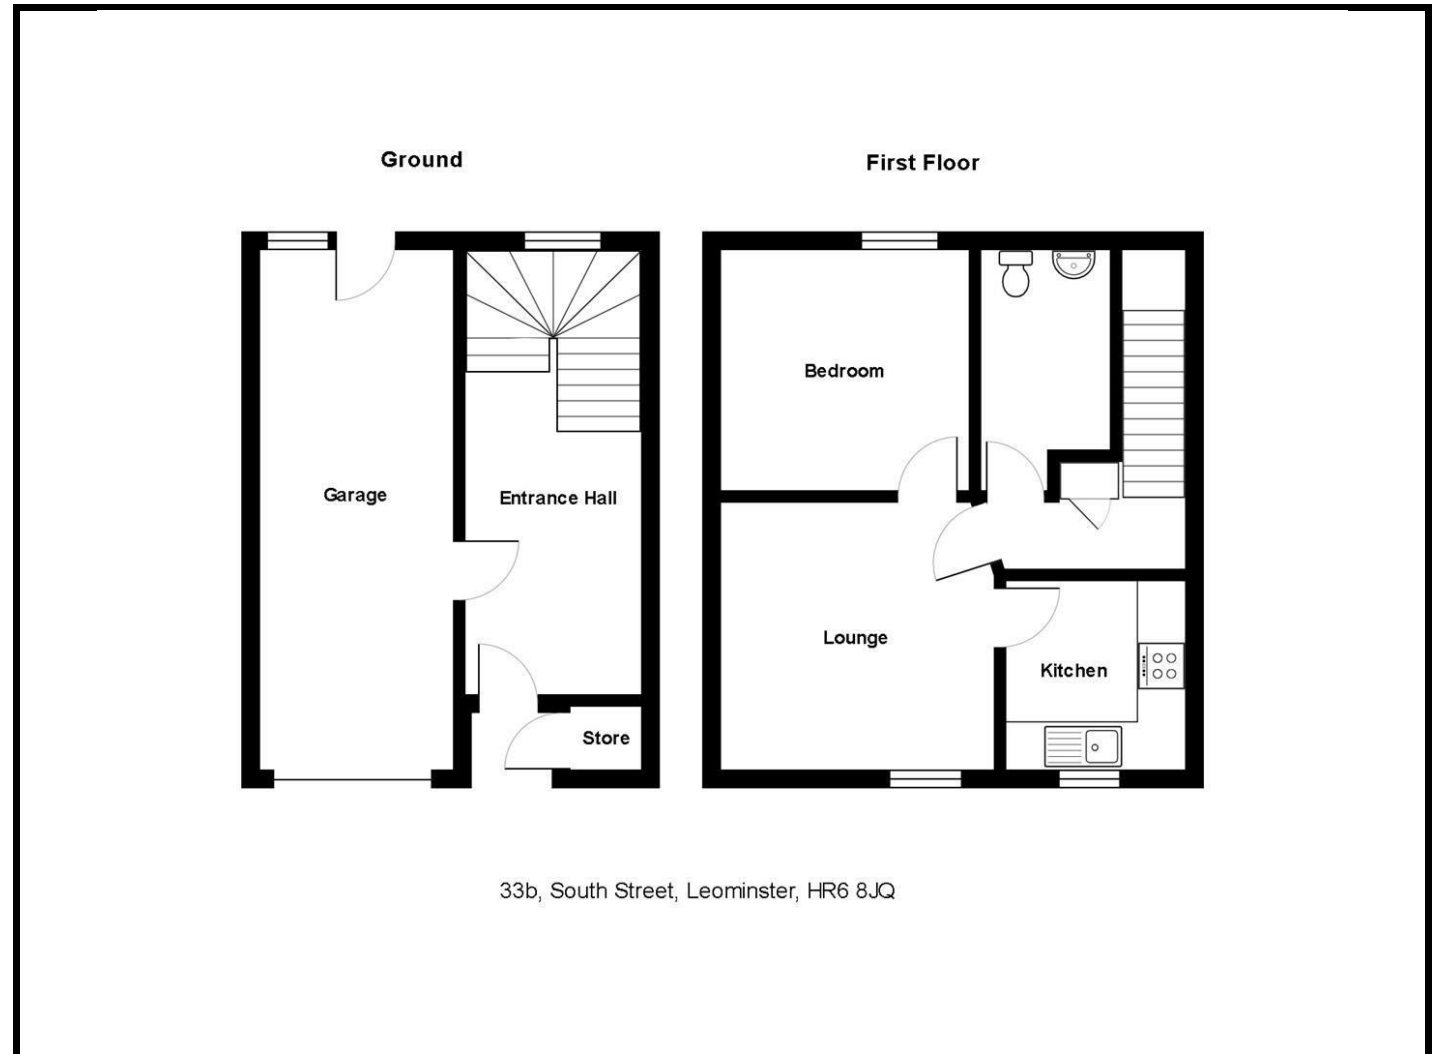 Ground
First Floor
Bedroom
Garage
Entrance Hall
Lounge
Kitchen
Store
33b, South Street, Leominster, HR6 8JQ